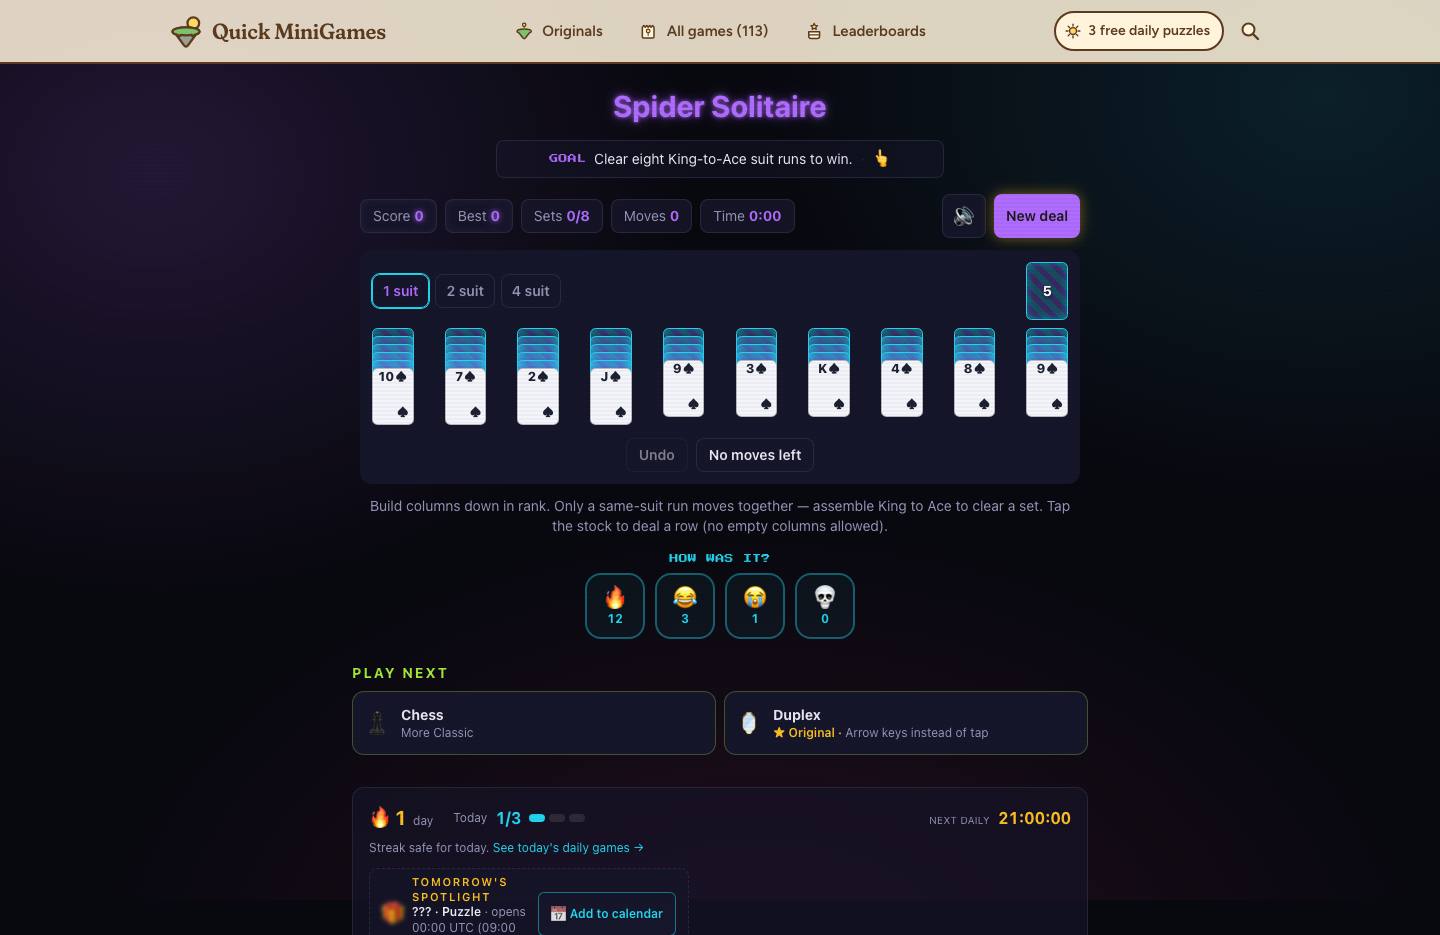 Quick MiniGames
Originals
All games (113)
Leaderboards
3 free daily puzzles
Spider Solitaire
GOAL Clear eight King-to-Ace suit runs to win.
Score 0
Best 0
Sets 0/8
Moves 0
Time 0:00
New deal
1 suit
2 suit
4 suit
5
10♠
7♠
2♠
J♠
9♠
3♠
K♠
4♠
8♠
9♠
Undo
No moves left
Build columns down in rank. Only a same-suit run moves together — assemble King to Ace to clear a set. Tap
the stock to deal a row (no empty columns allowed).
HOW WAS IT?
12
3
1
0
PLAY NEXT
Chess
More Classic
Duplex
★ Original · Arrow keys instead of tap
1 day
Today 1/3
NEXT DAILY 21:00:00
Streak safe for today. See today's daily games →
TOMORROW'S
SPOTLIGHT
??? · Puzzle · opens
00:00 UTC (09:00
Add to calendar